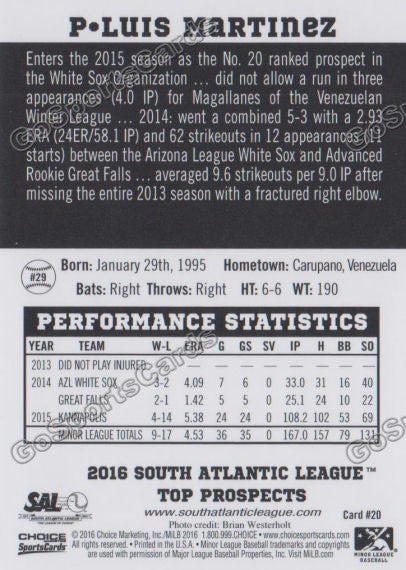 P•LUIS MARTINEZ
Enters the 2015 season as the No. 20 ranked prospect in
the White Sox Organization ... did not allow a run in three
appearances (4.0 IP) for Magallanes of the Venezuelan
Winter League ... 2014: went a combined 5-3 with a 2.93
ERA (24ER/58.1 IP) and 62 strikeouts in 12 appearances (11
starts) between the Arizona League White Sox and Advanced
Rookie Great Falls ... averaged 9.6 strikeouts per 9.0 IP after
missing the entire 2013 season with a fractured right elbow.
#29
Born: January 29th, 1995 Hometown: Carupano, Venezuela
Bats: Right Throws: Right HT: 6-6 WT: 190
PERFORMANCE STATISTICS
YEAR TEAM W-L ERA G GS SV IP H BB SO
2013 DID NOT PLAY INJURED
2014 AZL WHITE SOX 3-2 4.09 7 6 0 33.0 31 16 40
GREAT FALLS 2-1 1.42 5 5 0 25.1 24 10 22
2015 KANNAPOLIS 4-14 5.38 24 24 0 108.2 102 53 69
MINOR LEAGUE TOTALS 9-17 4.53 36 35 0 167.0 157 79 131
2016 SOUTH ATLANTIC LEAGUE™
TOP PROSPECTS
www.southatlanticleague.com
Photo credit: Brian Westerholt
Card #20
SAL
SOUTH ATLANTIC LEAGUE
CHOICE
SportsCards
©2016 Choice Marketing, Inc./MiLB 2016 1.800.999.CHOICE® www.choicesportscards.com
All rights reserved. • Printed in U.S.A. • Minor League Baseball trademarks and copyrights
are used with permission of Major League Baseball Properties, Inc. Visit MiLB.com
MINOR LEAGUE
BASEBALL
GoSportsCards
GoSportsCards
GoSportsCards